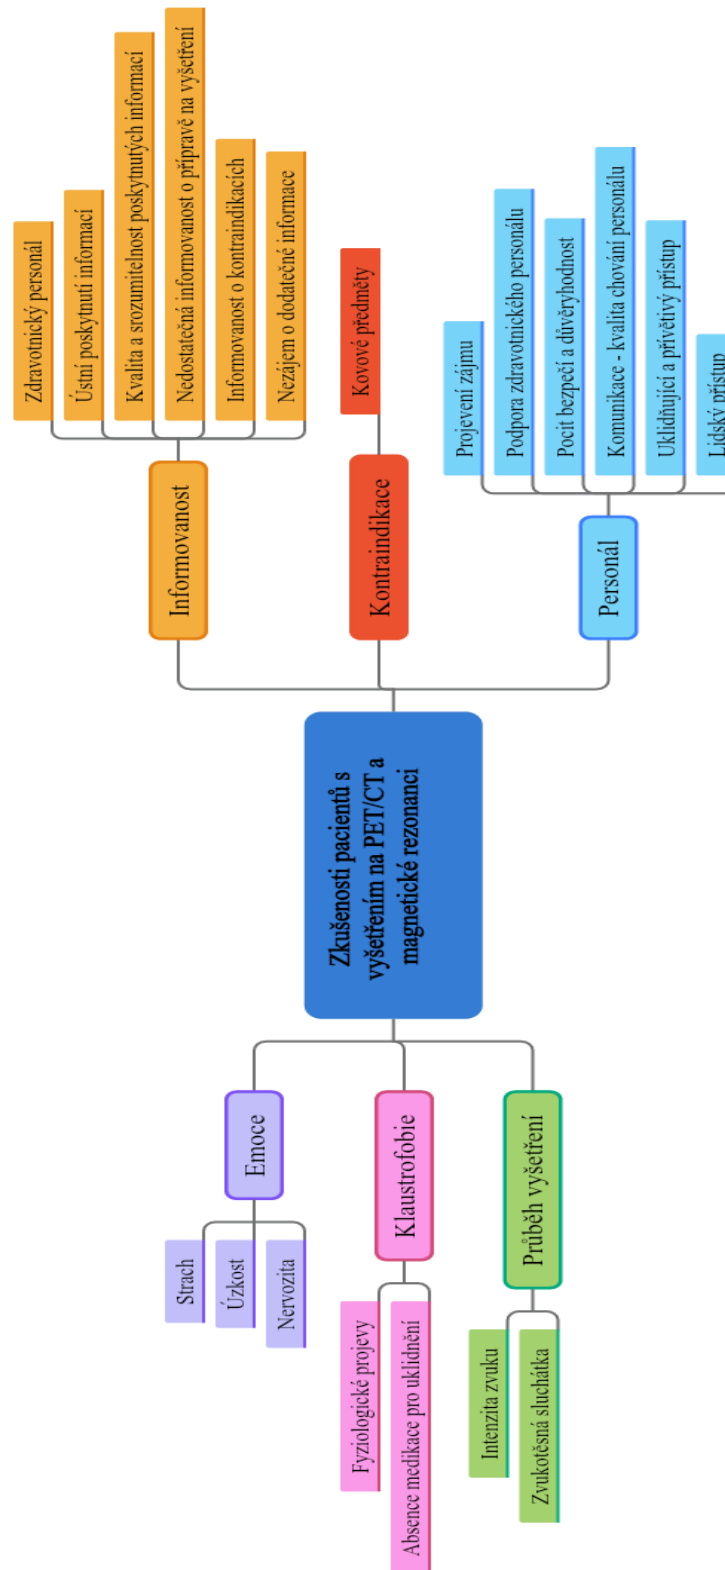 Zkušenosti pacientů s
vyšetřením na PET/CT a
magnetické rezonanci
Emoce
Strach
Úzkost
Nervozita
Klaustrofobie
Fyziologické projevy
Absence medikace pro uklidnění
Průběh vyšetření
Intenzita zvuku
Zvukotěsná sluchátka
Informovanost
Zdravotnický personál
Ústní poskytnutí informací
Kvalita a srozumitelnost poskytnutých informací
Nedostatečná informovanost o přípravě na vyšetření
Informovanost o kontraindikacích
Nezájem o dodatečné informace
Kontraindikace
Kovové předměty
Personál
Projevení zájmu
Podpora zdravotnického personálu
Pocit bezpečí a důvěryhodnost
Komunikace - kvalita chování personálu
Uklidňující a přívětivý přístup
Lidský přístup